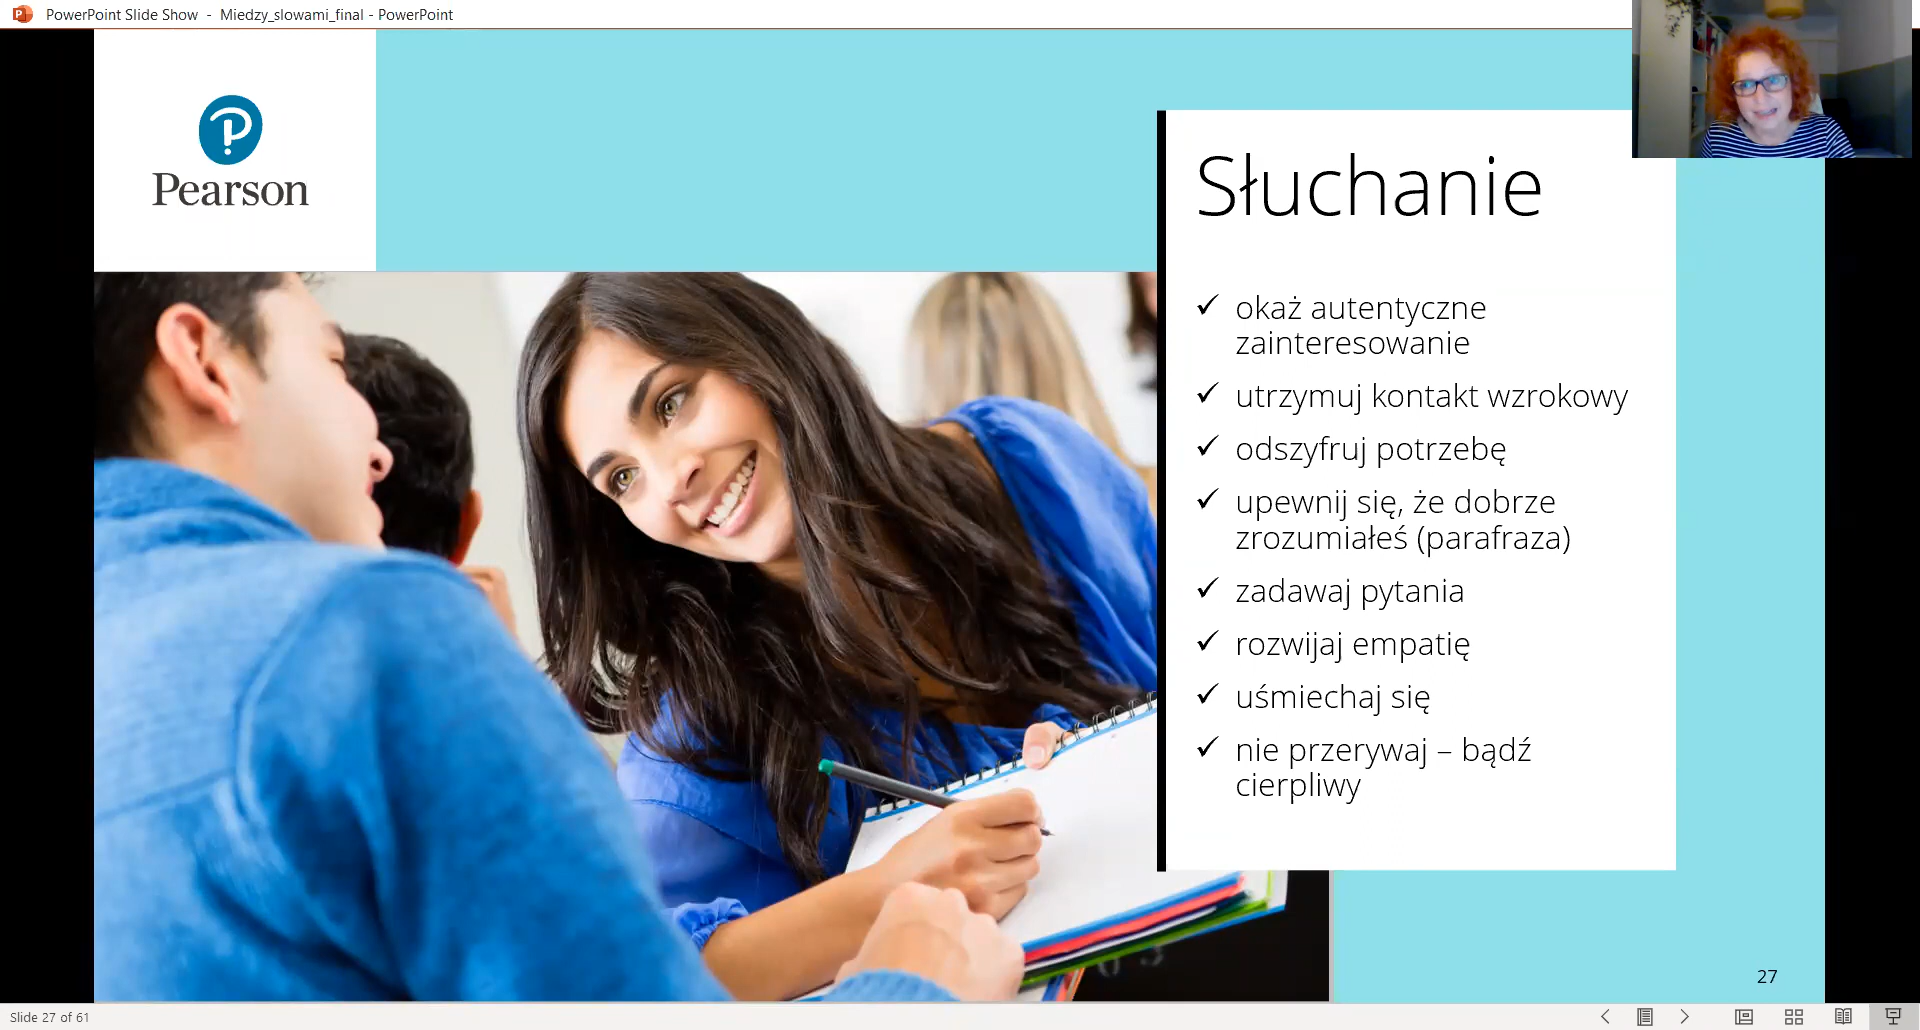 PowerPoint Slide Show - Miedzy_slowami_final - PowerPoint
Pearson
Słuchanie
✓ okaż autentyczne
zainteresowanie
✓ utrzymuj kontakt wzrokowy
✓ odszyfruj potrzebę
✓ upewnij się, że dobrze
zrozumiałeś (parafraza)
✓ zadawaj pytania
✓ rozwijaj empatię
✓ uśmiechaj się
✓ nie przerywaj – bądź
cierpliwy
27
Slide 27 of 61